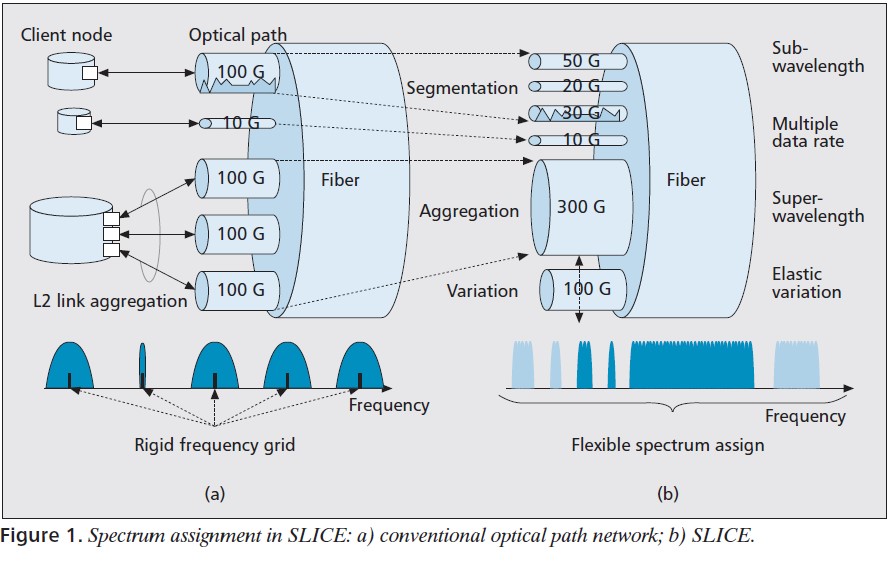 Client node
Optical path
100 G
10 G
100 G
100 G
100 G
L2 link aggregation
Fiber
Segmentation
Aggregation
Variation
50 G
20 G
30 G
10 G
300 G
100 G
Fiber
Sub-
wavelength
Multiple
data rate
Super-
wavelength
Elastic
variation
Frequency
Rigid frequency grid
(a)
Frequency
Flexible spectrum assign
(b)
Figure 1. Spectrum assignment in SLICE: a) conventional optical path network; b) SLICE.